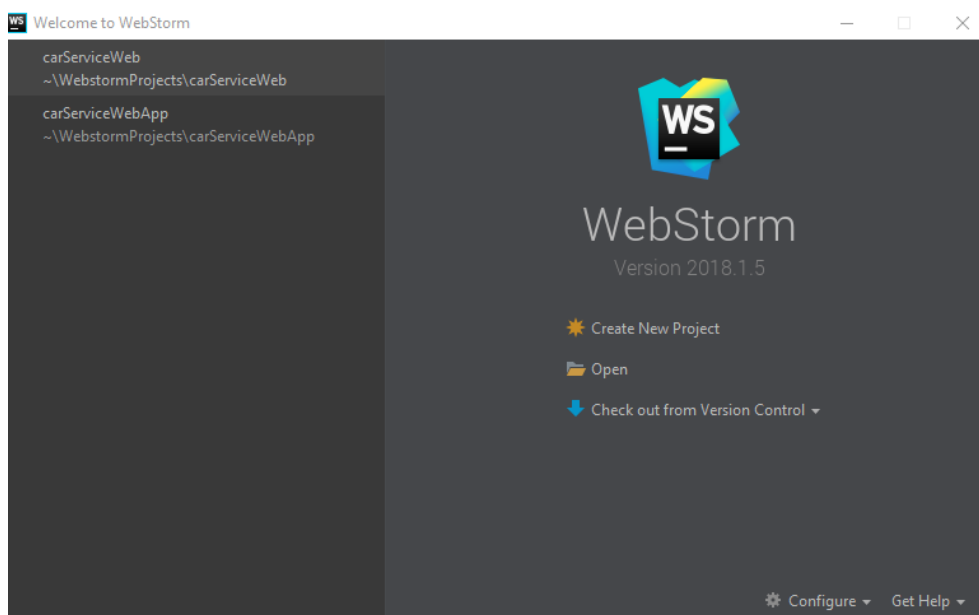 WS Welcome to WebStorm
carServiceWeb
~\WebstormProjects\carServiceWeb
carServiceWebApp
~\WebstormProjects\carServiceWebApp
WS
WebStorm
Version 2018.1.5
Create New Project
Open
Check out from Version Control
Configure Get Help